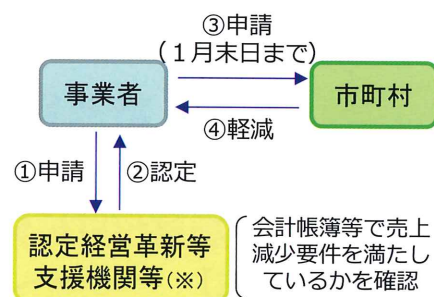 ③申請
（１月末日まで）
事業者
市町村
④軽減
①申請
②認定
認定経営革新等
支援機関等(※)
会計帳簿等で売上
減少要件を満たし
ているかを確認